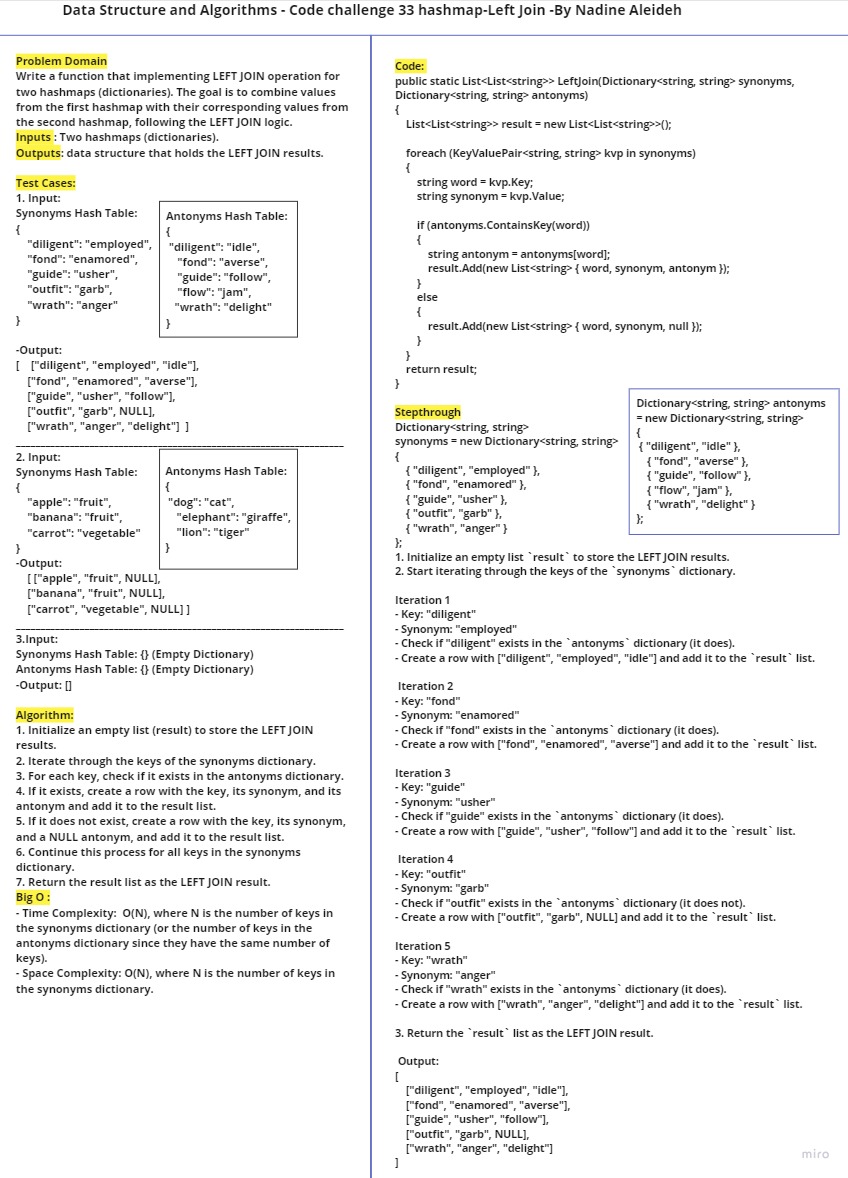 Data Structure and Algorithms - Code challenge 33 hashmap-Left Join -By Nadine Aleideh
Problem Domain
Write a function that implementing LEFT JOIN operation for
two hashmaps (dictionaries). The goal is to combine values
from the first hashmap with their corresponding values from
the second hashmap, following the LEFT JOIN logic.
Inputs : Two hashmaps (dictionaries).
Outputs: data structure that holds the LEFT JOIN results.
Test Cases:
1. Input:
Synonyms Hash Table:
{
"diligent": "employed",
"fond": "enamored",
"guide": "usher",
"outfit": "garb",
"wrath": "anger"
}
Antonyms Hash Table:
{
"diligent": "idle",
"fond": "averse",
"guide": "follow",
"flow": "jam",
"wrath": "delight"
}
-Output:
[ ["diligent", "employed", "idle"],
["fond", "enamored", "averse"],
["guide", "usher", "follow"],
["outfit", "garb", NULL],
["wrath", "anger", "delight"] ]
2. Input:
Synonyms Hash Table:
{
"apple": "fruit",
"banana": "fruit",
"carrot": "vegetable"
}
Antonyms Hash Table:
{
"dog": "cat",
"elephant": "giraffe",
"lion": "tiger"
}
-Output:
[ ["apple", "fruit", NULL],
["banana", "fruit", NULL],
["carrot", "vegetable", NULL] ]
3.Input:
Synonyms Hash Table: {} (Empty Dictionary)
Antonyms Hash Table: {} (Empty Dictionary)
-Output: []
Algorithm:
1. Initialize an empty list (result) to store the LEFT JOIN
results.
2. Iterate through the keys of the synonyms dictionary.
3. For each key, check if it exists in the antonyms dictionary.
4. If it exists, create a row with the key, its synonym, and its
antonym and add it to the result list.
5. If it does not exist, create a row with the key, its synonym,
and a NULL antonym, and add it to the result list.
6. Continue this process for all keys in the synonyms
dictionary.
7. Return the result list as the LEFT JOIN result.
Big O :
- Time Complexity: O(N), where N is the number of keys in
the synonyms dictionary (or the number of keys in the
antonyms dictionary since they have the same number of
keys).
- Space Complexity: O(N), where N is the number of keys in
the synonyms dictionary.
Code:
public static List<List<string>> LeftJoin(Dictionary<string, string> synonyms,
Dictionary<string, string> antonyms)
{
List<List<string>> result = new List<List<string>>();
foreach (KeyValuePair<string, string> kvp in synonyms)
{
string word = kvp.Key;
string synonym = kvp.Value;
if (antonyms.ContainsKey(word))
{
string antonym = antonyms[word];
result.Add(new List<string> { word, synonym, antonym });
}
else
{
result.Add(new List<string> { word, synonym, null });
}
}
return result;
}
Stepthrough
Dictionary<string, string>
synonyms = new Dictionary<string, string>
{
{ "diligent", "employed" },
{ "fond", "enamored" },
{ "guide", "usher" },
{ "outfit", "garb" },
{ "wrath", "anger" }
};
Dictionary<string, string> antonyms
= new Dictionary<string, string>
{
{ "diligent", "idle" },
{ "fond", "averse" },
{ "guide", "follow" },
{ "flow", "jam" },
{ "wrath", "delight" }
};
1. Initialize an empty list `result` to store the LEFT JOIN results.
2. Start iterating through the keys of the `synonyms` dictionary.
Iteration 1
- Key: "diligent"
- Synonym: "employed"
- Check if "diligent" exists in the `antonyms` dictionary (it does).
- Create a row with ["diligent", "employed", "idle"] and add it to the `result` list.
Iteration 2
- Key: "fond"
- Synonym: "enamored"
- Check if "fond" exists in the `antonyms` dictionary (it does).
- Create a row with ["fond", "enamored", "averse"] and add it to the `result` list.
Iteration 3
- Key: "guide"
- Synonym: "usher"
- Check if "guide" exists in the `antonyms` dictionary (it does).
- Create a row with ["guide", "usher", "follow"] and add it to the `result` list.
Iteration 4
- Key: "outfit"
- Synonym: "garb"
- Check if "outfit" exists in the `antonyms` dictionary (it does not).
- Create a row with ["outfit", "garb", NULL] and add it to the `result` list.
Iteration 5
- Key: "wrath"
- Synonym: "anger"
- Check if "wrath" exists in the `antonyms` dictionary (it does).
- Create a row with ["wrath", "anger", "delight"] and add it to the `result` list.
3. Return the `result` list as the LEFT JOIN result.
Output:
[
["diligent", "employed", "idle"],
["fond", "enamored", "averse"],
["guide", "usher", "follow"],
["outfit", "garb", NULL],
["wrath", "anger", "delight"]
]
miro